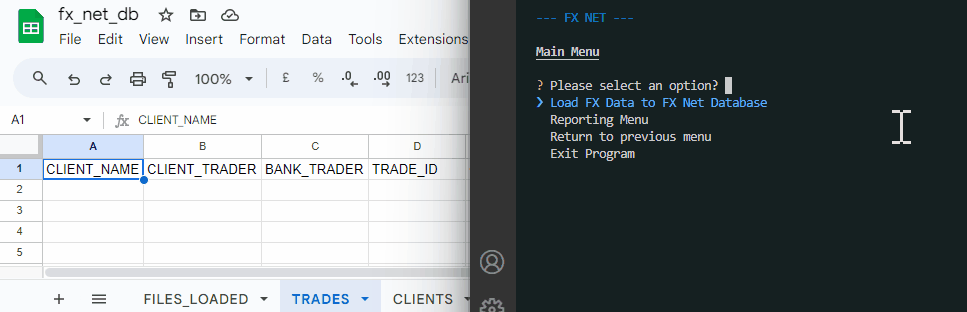 fx_net_db
File Edit View Insert Format Data Tools Extensions
100% £ % .0 .00 123 Ari
A1 fx CLIENT_NAME
A B C D
1 CLIENT_NAME CLIENT_TRADER BANK_TRADER TRADE_ID
2
3
4
5
FILES_LOADED TRADES CLIENTS
--- FX NET ---
Main Menu
? Please select an option?
❯ Load FX Data to FX Net Database
Reporting Menu
Return to previous menu
Exit Program